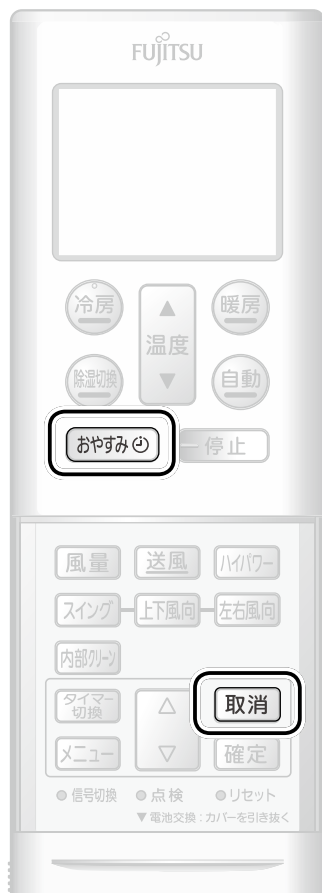 FUJITSU
冷房
暖房
温度
除湿切換
自動
おやすみ
停止
風量 送風 ハイパワー
スイング 上下風向 左右風向
内部クリーン
タイマー
切換
取消
メニュー
確定
信号切換 点検 リセット
▼電池交換:カバーを引き抜く